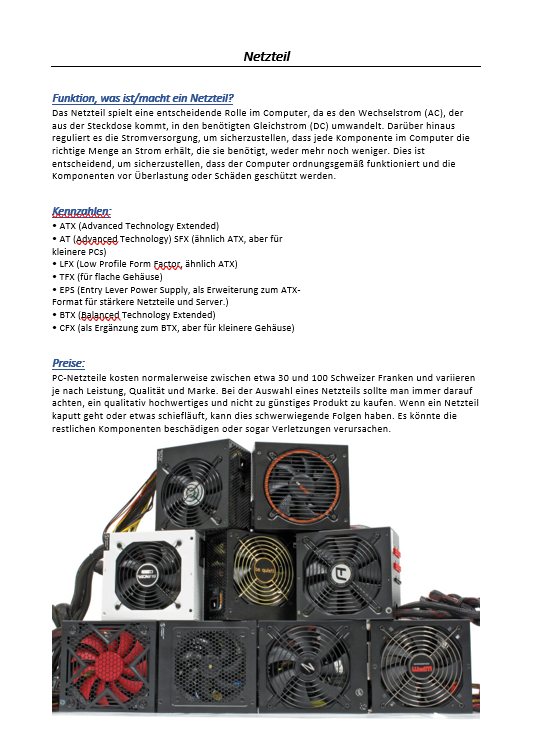 Netzteil
Funktion, was ist/macht ein Netzteil?
Das Netzteil spielt eine entscheidende Rolle im Computer, da es den Wechselstrom (AC), der
aus der Steckdose kommt, in den benötigten Gleichstrom (DC) umwandelt. Darüber hinaus
reguliert es die Stromversorgung, um sicherzustellen, dass jede Komponente im Computer die
richtige Menge an Strom erhält, die sie benötigt, weder mehr noch weniger. Dies ist
entscheidend, um sicherzustellen, dass der Computer ordnungsgemäß funktioniert und die
Komponenten vor Überlastung oder Schäden geschützt werden.
Kennzahlen:
• ATX (Advanced Technology Extended)
• AT (Advanced Technology) SFX (ähnlich ATX, aber für
kleinere PCs)
• LFX (Low Profile Form Factor, ähnlich ATX)
• TFX (für flache Gehäuse)
• EPS (Entry Lever Power Supply, als Erweiterung zum ATX-
Format für stärkere Netzteile und Server.)
• BTX (Balanced Technology Extended)
• CFX (als Ergänzung zum BTX, aber für kleinere Gehäuse)
Preise:
PC-Netzteile kosten normalerweise zwischen etwa 30 und 100 Schweizer Franken und variieren
je nach Leistung, Qualität und Marke. Bei der Auswahl eines Netzteils sollte man immer darauf
achten, ein qualitativ hochwertiges und nicht zu günstiges Produkt zu kaufen. Wenn ein Netzteil
kaputt geht oder etwas schiefläuft, kann dies schwerwiegende Folgen haben. Es könnte die
restlichen Komponenten beschädigen oder sogar Verletzungen verursachen.